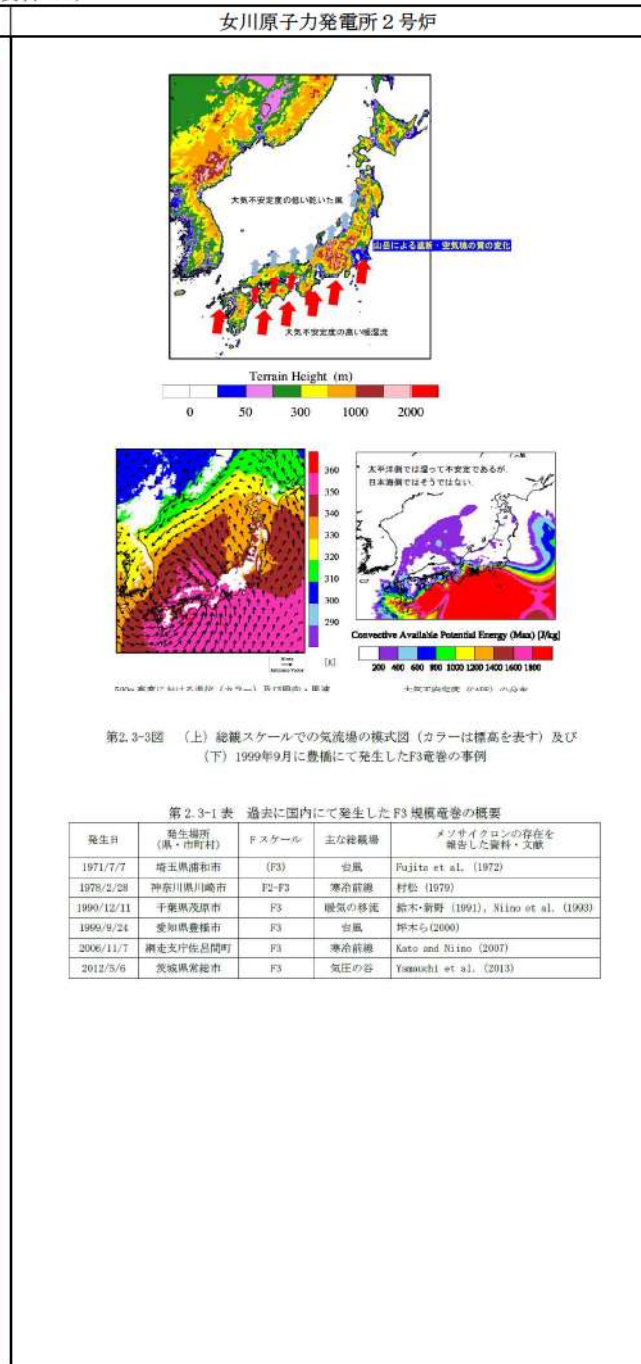 女川原子力発電所２号炉
大気不安定度の低い乾いた風
山岳による遮断・空気塊の質の変化
大気不安定度の高い暖湿流
Terrain Height (m)
0 50 300 1000 2000
太平洋側では湿って不安定であるが，
日本海側ではそうではない．
360
350
340
330
320
310
300
290
[K]
Convective Available Potential Energy (Max) [J/kg]
200 400 600 800 1000 1200 1400 1600 1800
第2.3-3図 （上）総観スケールでの気流場の模式図（カラーは標高を表す）及び
（下）1999年9月に豊橋にて発生したF3竜巻の事例
第 2.3-1 表 過去に国内にて発生した F3 規模竜巻の概要
発生日 発生場所（県・市町村） F スケール 主な総観場 メソサイクロンの存在を報告した資料・文献
1971/7/7 埼玉県浦和市 (F3) 台風 Fujita et al. (1972)
1978/2/28 神奈川県川崎市 F2-F3 寒冷前線 村松 (1979)
1990/12/11 千葉県茂原市 F3 暖気の移流 鈴木・新野 (1991), Niino et al. (1993)
1999/9/24 愛知県豊橋市 F3 台風 坪木ら(2000)
2006/11/7 網走支庁佐呂間町 F3 寒冷前線 Kato and Niino (2007)
2012/5/6 茨城県常総市 F3 気圧の谷 Yamauchi et al. (2013)